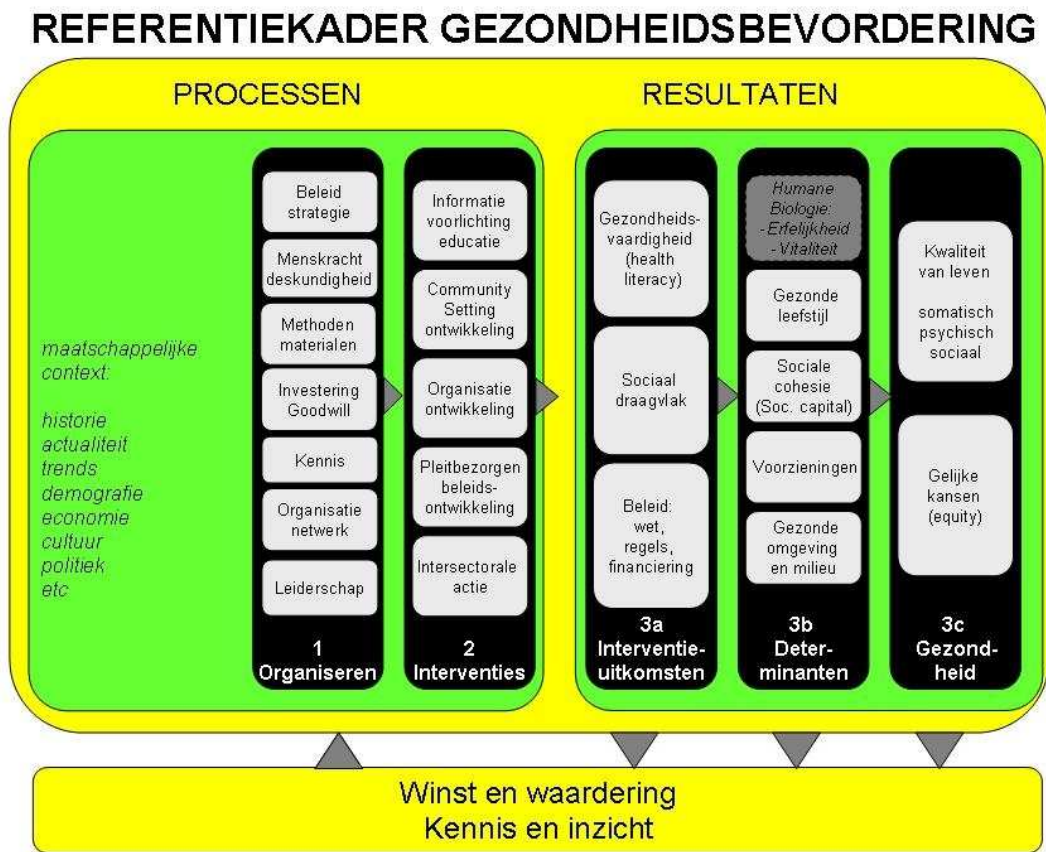 REFERENTIEKADER GEZONDHEIDSBEVORDERING
PROCESSEN
RESULTATEN
maatschappelijke
context:
historie
actualiteit
trends
demografie
economie
cultuur
politiek
etc
Beleid
strategie
Menskracht
deskundigheid
Methoden
materialen
Investering
Goodwill
Kennis
Organisatie
netwerk
Leiderschap
1
Organiseren
Informatie
voorlichting
educatie
Community
Setting
ontwikkeling
Organisatie
ontwikkeling
Pleitbezorgen
beleids-
ontwikkeling
Intersectorale
actie
2
Interventies
Gezondheids-
vaardigheid
(health
literacy)
Sociaal
draagvlak
Beleid:
wet,
regels,
financiering
3a
Interventie-
uitkomsten
Humane
Biologie:
- Erfelijkheid
- Vitaliteit
Gezonde
leefstijl
Sociale
cohesie
(Soc. capital)
Voorzieningen
Gezonde
omgeving
en milieu
3b
Deter-
minanten
Kwaliteit
van leven
somatisch
psychisch
sociaal
Gelijke
kansen
(equity)
3c
Gezond-
heid
Winst en waardering
Kennis en inzicht